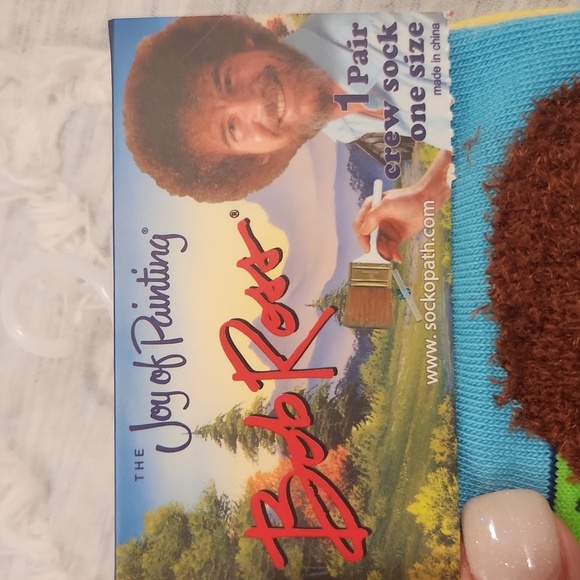 THE
Joy of Painting®
Bob Ross®
1 Pair
crew sock
one size
made in china
www. sockopath.com